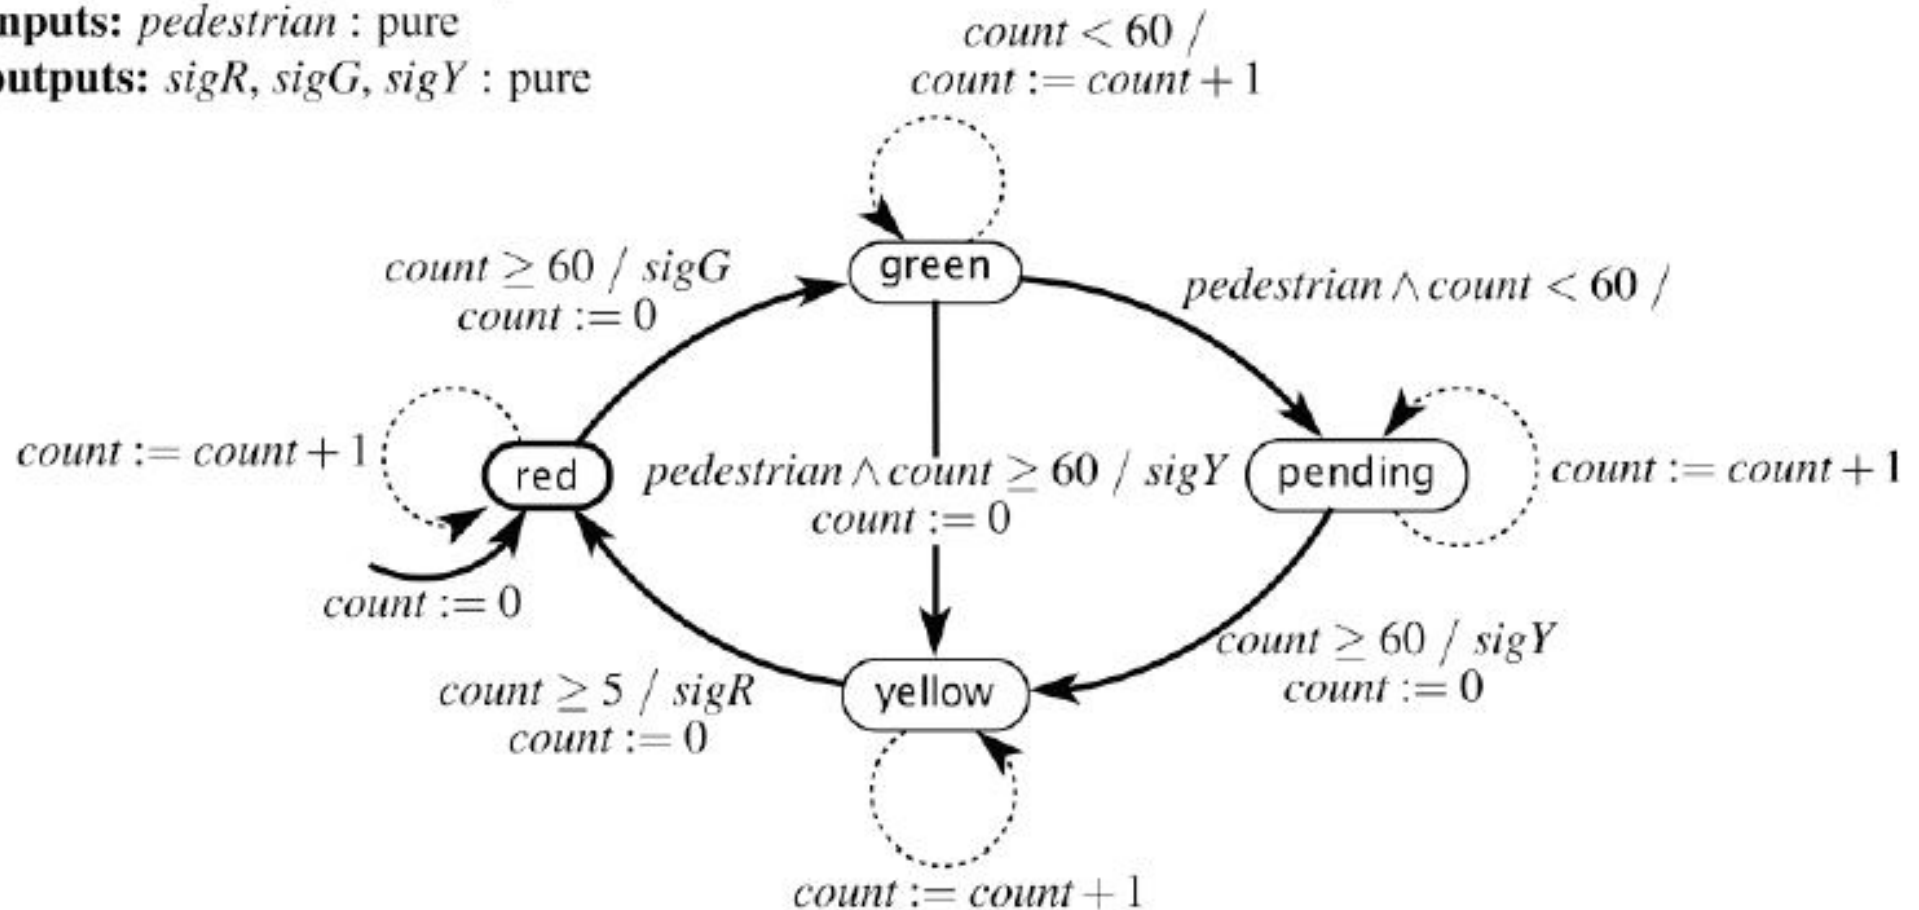 nputs: pedestrian : pure
outputs: sigR, sigG, sigY : pure
count < 60 /
count := count + 1
count ≥ 60 / sigG
count := 0
green
pedestrian ∧ count < 60 /
count := count + 1
red
pedestrian ∧ count ≥ 60 / sigY
count := 0
pending
count := count + 1
count := 0
count ≥ 5 / sigR
count := 0
yellow
count ≥ 60 / sigY
count := 0
count := count + 1